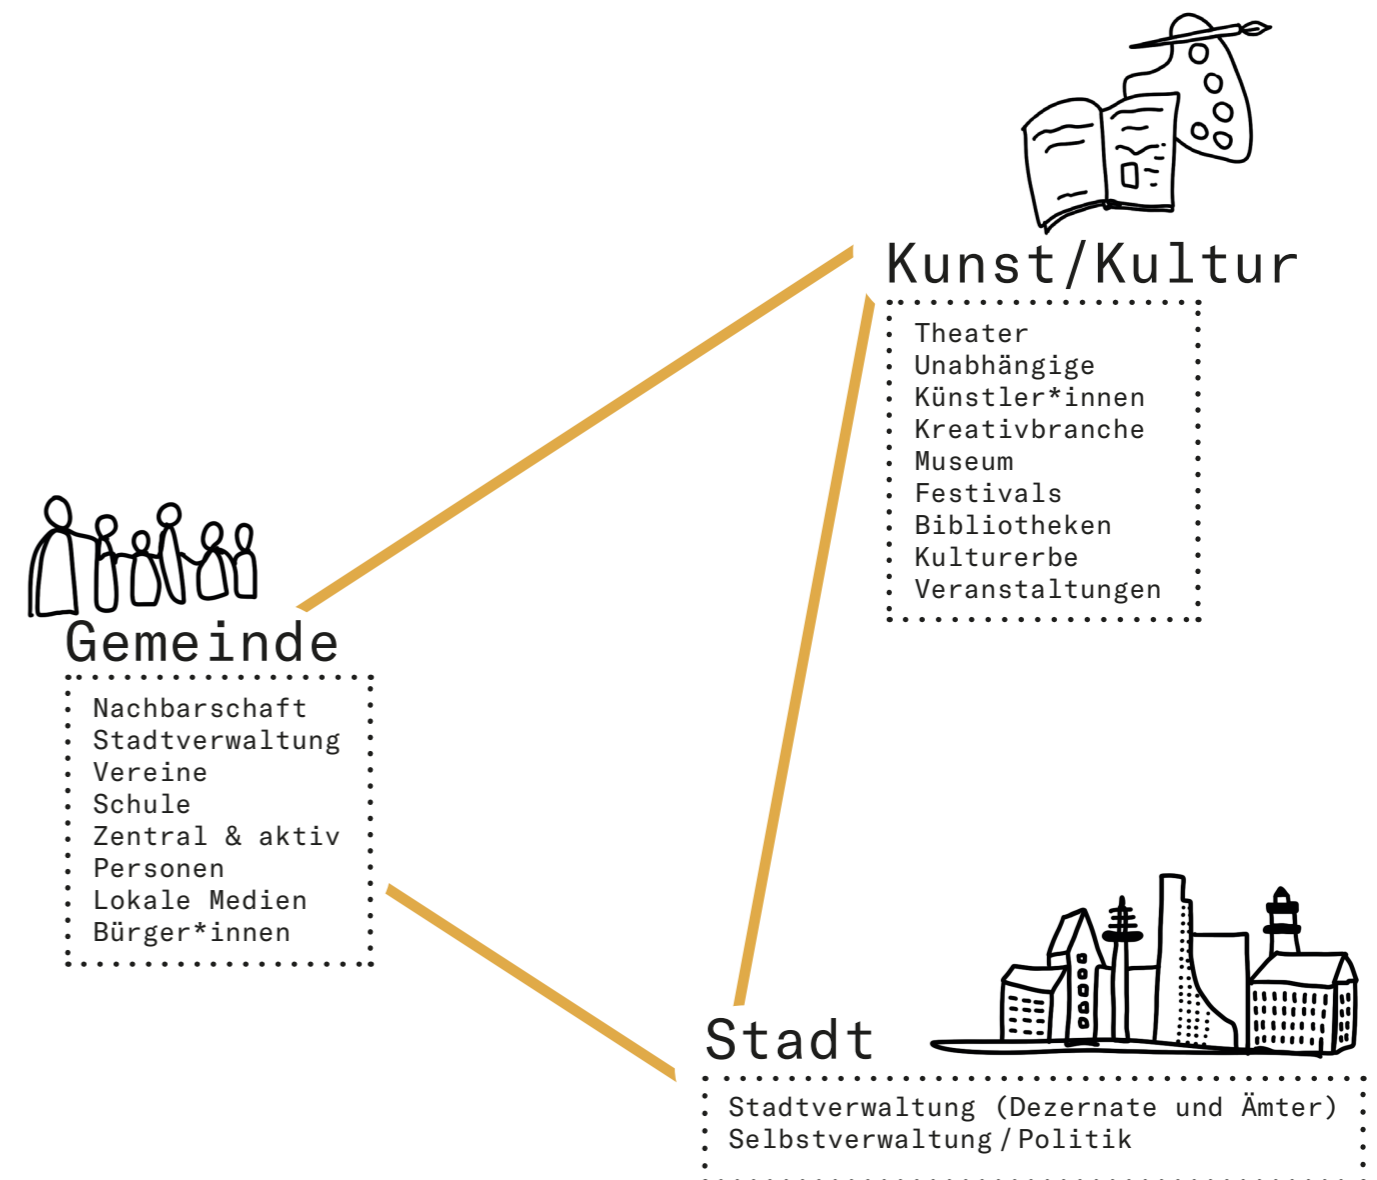 Kunst/Kultur
Theater
Unabhängige
Künstler*innen
Kreativbranche
Museum
Festivals
Bibliotheken
Kulturerbe
Veranstaltungen
Gemeinde
Nachbarschaft
Stadtverwaltung
Vereine
Schule
Zentral & aktiv
Personen
Lokale Medien
Bürger*innen
Stadt
Stadtverwaltung (Dezernate und Ämter)
Selbstverwaltung/Politik